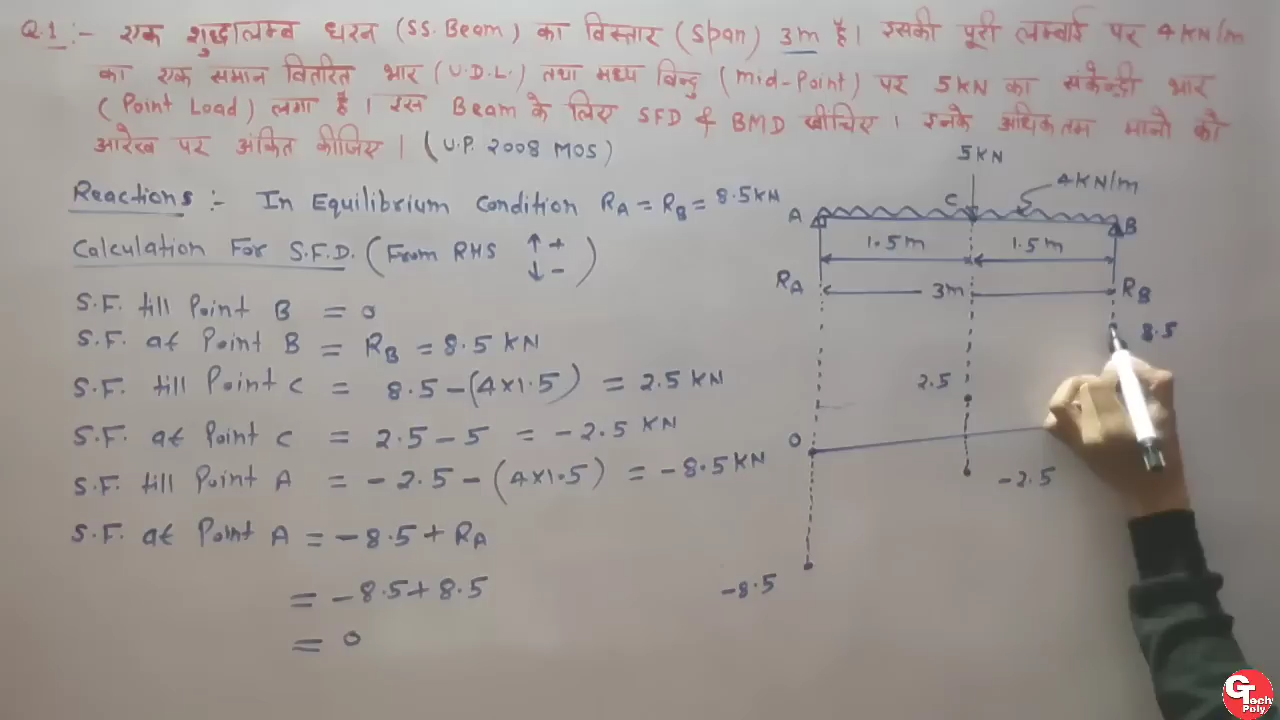 Q.1 :- एक शुद्धालम्ब धरन (SS. Beam) का विस्तार (Span) 3m है। इसकी पूरी लम्बाई पर 4 KN/m
का एक समान वितरित भार (U.D.L.) तथा मध्य बिन्दु (Mid-Point) पर 5KN का संकेन्द्री भार
(Point Load) लगा है। इस Beam के लिए SFD & BMD खींचिए। इनके अधिकतम मानो को
आरेख पर अंकित कीजिए। (U.P. 2008 MOS)
Reactions :- In Equilibrium Condition RA = RB = 8.5KN
Calculation For S.F.D. (From RHS ↑ + ↓ - )
S.F. till Point B = 0
S.F. at Point B = RB = 8.5 KN
S.F. till Point C = 8.5 - (4×1.5) = 2.5 KN
S.F. at Point C = 2.5 - 5 = -2.5 KN
S.F. till Point A = -2.5 - (4×1.5) = -8.5 KN
S.F. at Point A = -8.5 + RA
= -8.5 + 8.5
= 0
5KN
4KN/m
A C B
1.5m 1.5m
RA 3m RB
8.5
2.5
0
-2.5
-8.5
GTech
Poly